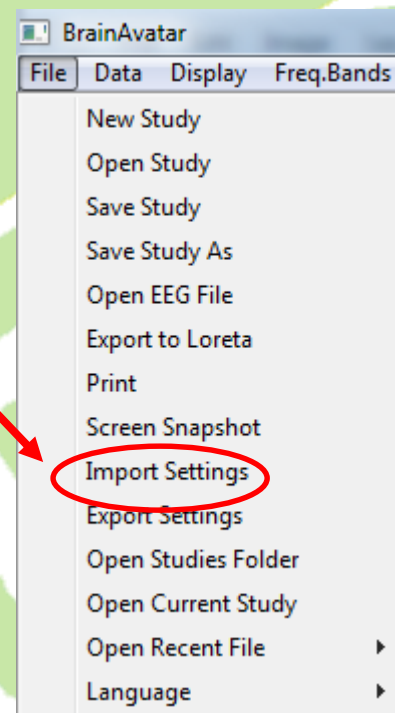 BrainAvatar
File Data Display Freq.Bands
New Study
Open Study
Save Study
Save Study As
Open EEG File
Export to Loreta
Print
Screen Snapshot
Import Settings
Export Settings
Open Studies Folder
Open Current Study
Open Recent File
Language